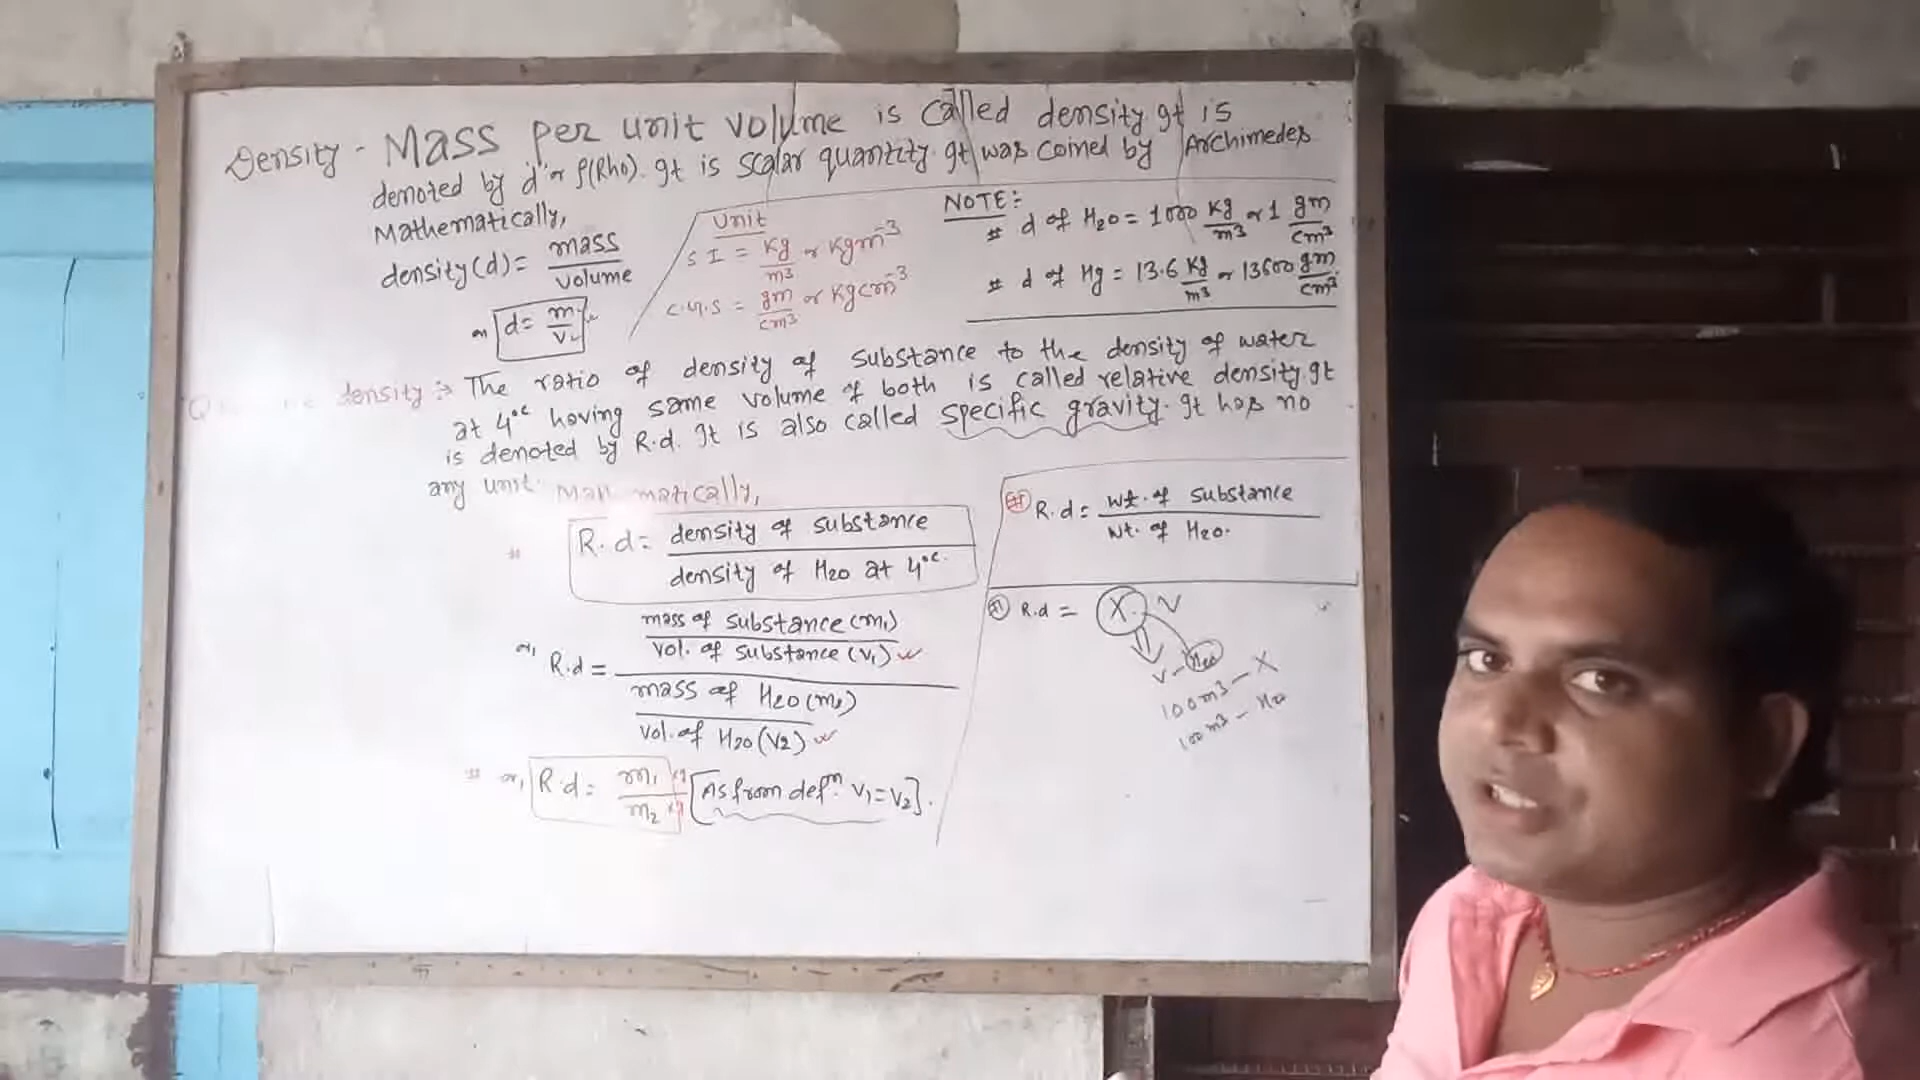 Density - Mass per unit volume is called density. It is
denoted by 'd' or ρ(Rho). It is scalar quantity. It was coined by Archimedes
Mathematically,
density(d) = mass
volume
or d = m
v
Unit
S I = kg or kgm-3
m3
C.G.S = gm or kgcm-3
cm3
NOTE:
# d of H2O = 1000 kg or 1 gm
m3 cm3
# d of Hg = 13.6 kg or 13600 gm
m3 cm3
density :- The ratio of density of substance to the density of water
at 4°c having same volume of both is called relative density. It
is denoted by R.d. It is also called specific gravity. It has no
any unit. matically,
# R.d = density of substance
density of H2O at 4°c.
or, R.d = mass of substance (m1)
vol. of substance (v1)
mass of H2O (m2)
vol. of H2O (V2)
# or, R.d = m1 kg [As from defn. V1=V2].
m2 kg
R.d = wt. of substance
wt. of H2O.
R.d = X V
V - H2O
100m3 - X
100m3 - H2O